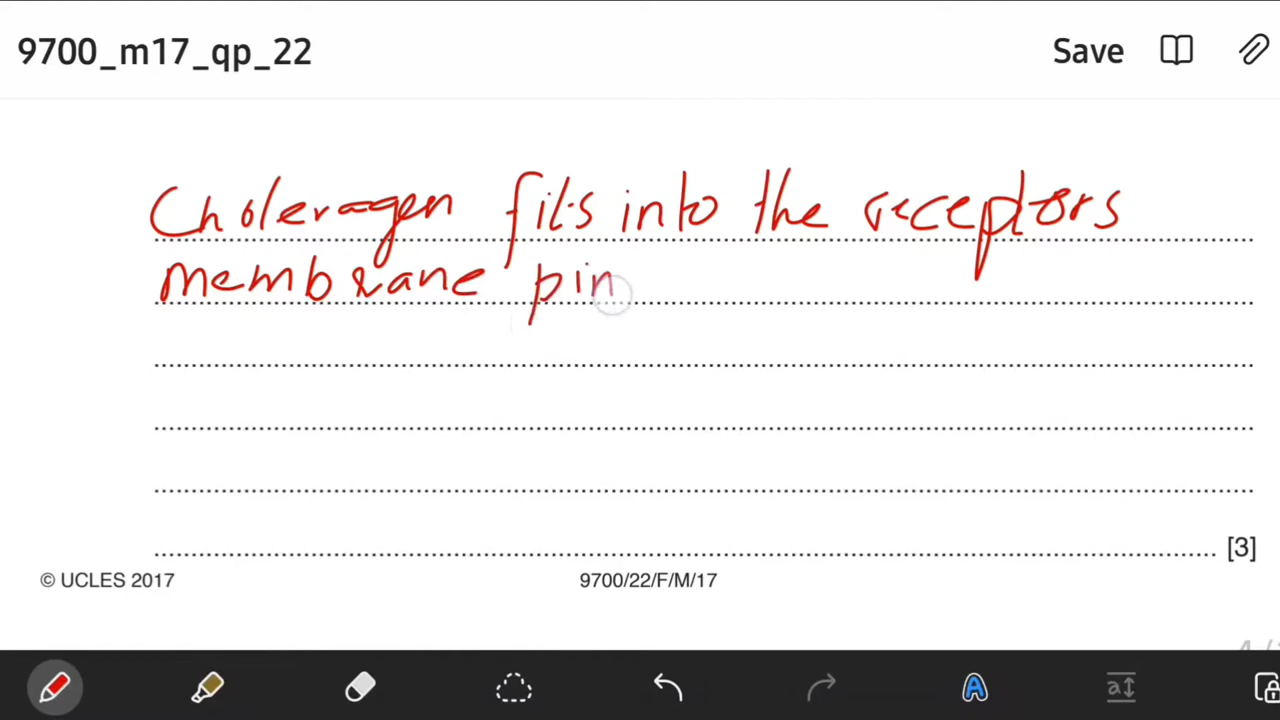 9700_m17_qp_22
Save
Choleragen fits into the receptors
membrane pin
[3]
© UCLES 2017
9700/22/F/M/17
A
a